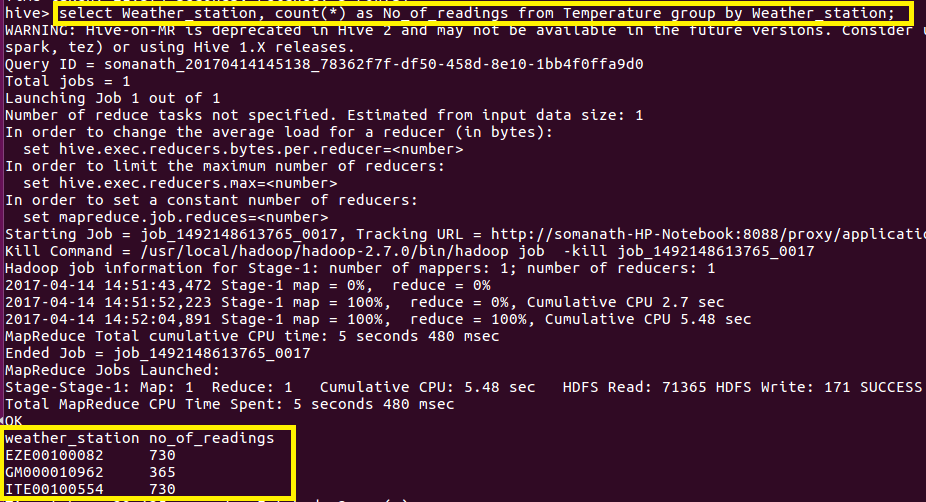 hive> select Weather_station, count(*) as No_of_readings from Temperature group by Weather_station;
WARNING: Hive-on-MR is deprecated in Hive 2 and may not be available in the future versions. Consider
spark, tez) or using Hive 1.X releases.
Query ID = somanath_20170414145138_78362f7f-df50-458d-8e10-1bb4f0ffa9d0
Total jobs = 1
Launching Job 1 out of 1
Number of reduce tasks not specified. Estimated from input data size: 1
In order to change the average load for a reducer (in bytes):
  set hive.exec.reducers.bytes.per.reducer=<number>
In order to limit the maximum number of reducers:
  set hive.exec.reducers.max=<number>
In order to set a constant number of reducers:
  set mapreduce.job.reduces=<number>
Starting Job = job_1492148613765_0017, Tracking URL = http://somanath-HP-Notebook:8088/proxy/applicatio
Kill Command = /usr/local/hadoop/hadoop-2.7.0/bin/hadoop job  -kill job_1492148613765_0017
Hadoop job information for Stage-1: number of mappers: 1; number of reducers: 1
2017-04-14 14:51:43,472 Stage-1 map = 0%,  reduce = 0%
2017-04-14 14:51:52,223 Stage-1 map = 100%,  reduce = 0%, Cumulative CPU 2.7 sec
2017-04-14 14:52:04,891 Stage-1 map = 100%,  reduce = 100%, Cumulative CPU 5.48 sec
MapReduce Total cumulative CPU time: 5 seconds 480 msec
Ended Job = job_1492148613765_0017
MapReduce Jobs Launched:
Stage-Stage-1: Map: 1  Reduce: 1   Cumulative CPU: 5.48 sec   HDFS Read: 71365 HDFS Write: 171 SUCCESS
Total MapReduce CPU Time Spent: 5 seconds 480 msec
OK
weather_station no_of_readings
EZE00100082     730
GM000010962     365
ITE00100554     730